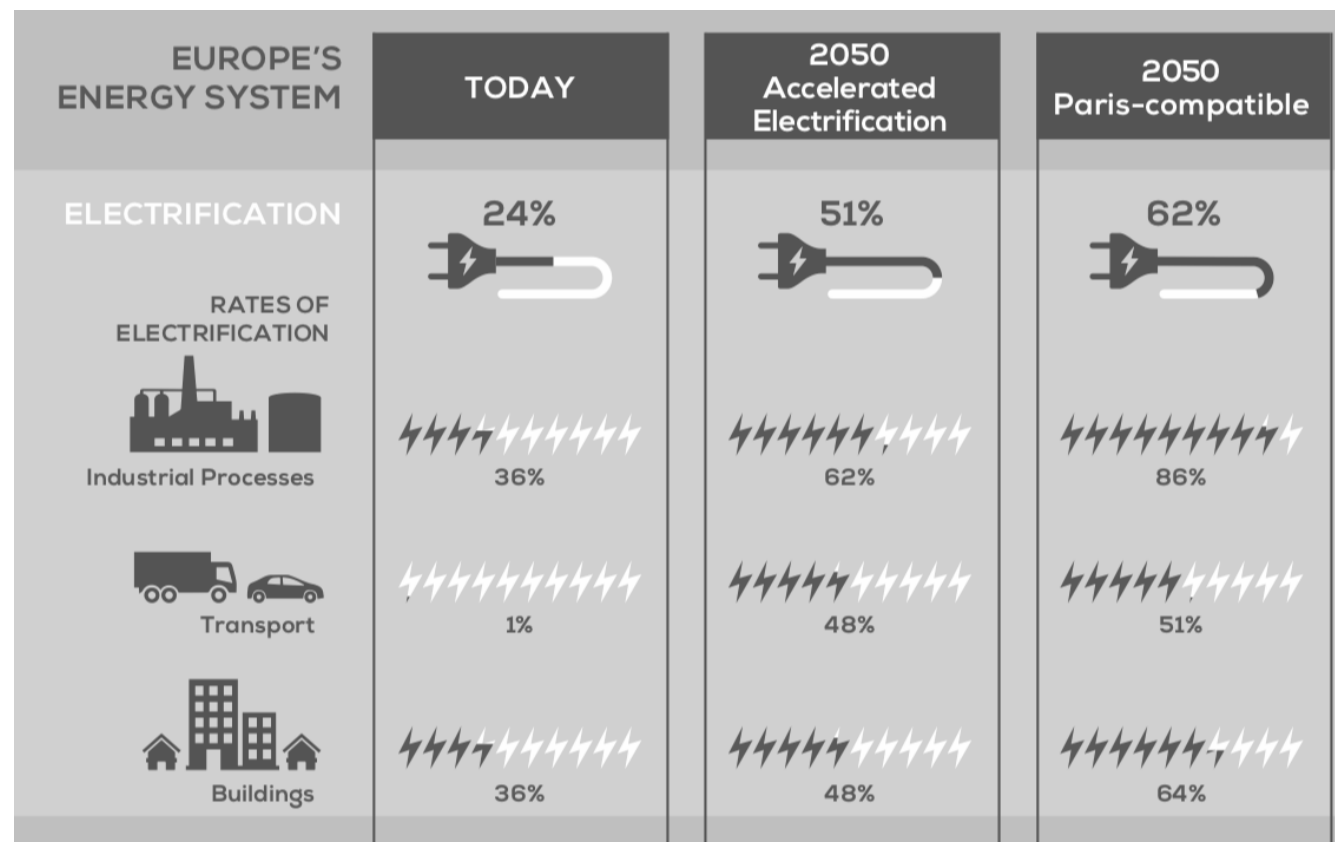 EUROPE'S
ENERGY SYSTEM
TODAY
2050
Accelerated
Electrification
2050
Paris-compatible
ELECTRIFICATION
24%
51%
62%
RATES OF
ELECTRIFICATION
Industrial Processes
36%
62%
86%
Transport
1%
48%
51%
Buildings
36%
48%
64%